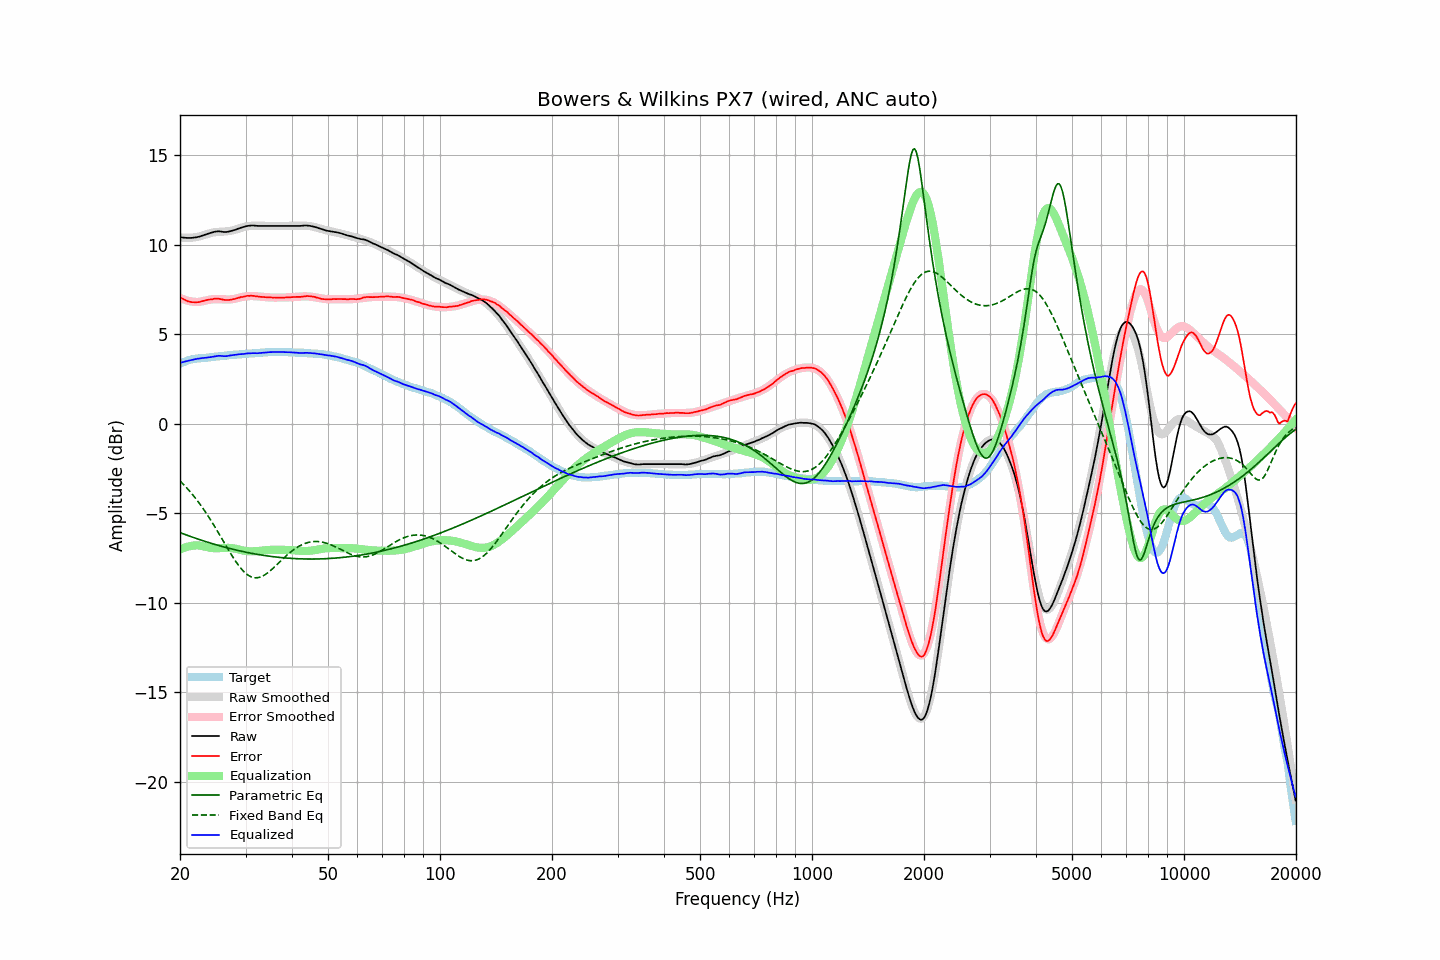 Bowers & Wilkins PX7 (wired, ANC auto)
Amplitude (dBr)
15
10
5
0
−5
−10
−15
−20
Target
Raw Smoothed
Error Smoothed
Raw
Error
Equalization
Parametric Eq
Fixed Band Eq
Equalized
20 50 100 200 500 1000 2000 5000 10000 20000
Frequency (Hz)